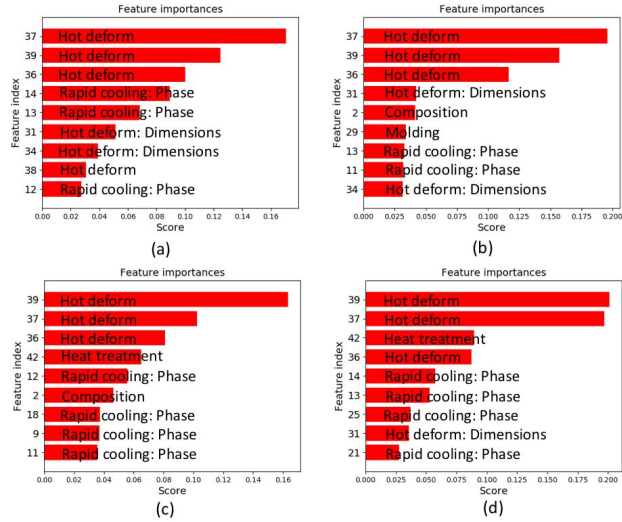 Feature importances
Feature index
37 Hot deform
39 Hot deform
36 Hot deform
14 Rapid cooling: Phase
13 Rapid cooling: Phase
31 Hot deform: Dimensions
34 Hot deform: Dimensions
38 Hot deform
12 Rapid cooling: Phase
0.00 0.02 0.04 0.06 0.08 0.10 0.12 0.14 0.16
Score
(a)
Feature importances
Feature index
37 Hot deform
39 Hot deform
36 Hot deform
31 Hot deform: Dimensions
2 Composition
29 Molding
13 Rapid cooling: Phase
11 Rapid cooling: Phase
34 Hot deform: Dimensions
0.000 0.025 0.050 0.075 0.100 0.125 0.150 0.175 0.200
Score
(b)
Feature importances
Feature index
39 Hot deform
37 Hot deform
36 Hot deform
42 Heat treatment
12 Rapid cooling: Phase
2 Composition
18 Rapid cooling: Phase
9 Rapid cooling: Phase
11 Rapid cooling: Phase
0.00 0.02 0.04 0.06 0.08 0.10 0.12 0.14 0.16
Score
(c)
Feature importances
Feature index
39 Hot deform
37 Hot deform
42 Heat treatment
36 Hot deform
14 Rapid cooling: Phase
13 Rapid cooling: Phase
25 Rapid cooling: Phase
31 Hot deform: Dimensions
21 Rapid cooling: Phase
0.000 0.025 0.050 0.075 0.100 0.125 0.150 0.175 0.200
Score
(d)